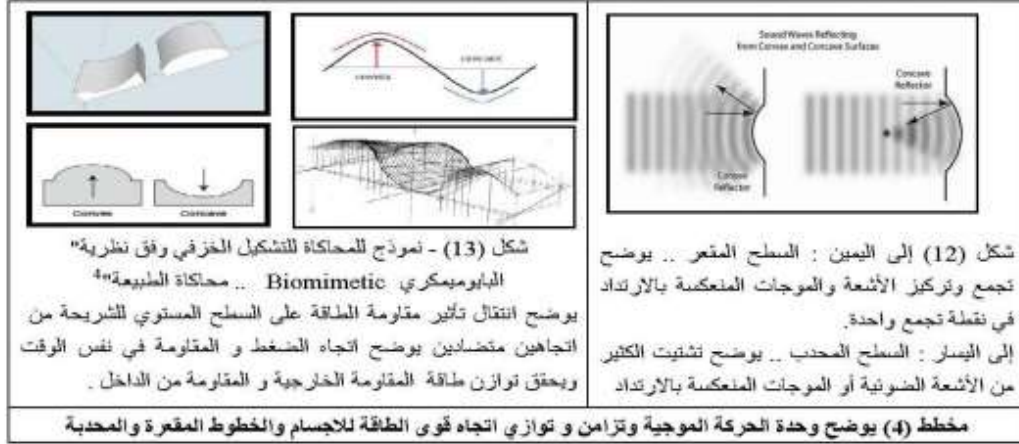 Sound Waves Reflecting
from Convex and Concave Surfaces
Concave
Reflector
Convex
Reflector
شكل (12) إلى اليمين : السطح المقعر .. يوضح
تجمع وتركيز الأشعة والموجات المنعكسة بالارتداد
في نقطة تجمع واحدة.
إلى اليسار : السطح المحدب .. يوضح تشتيت الكثير
من الأشعة الضوئية أو الموجات المنعكسة بالارتداد
Convex
Concave
شكل (13) - نموذج للمحاكاة للتشكيل الخزفي وفق نظرية"
البايوميمكري Biomimetic .. محاكاة الطبيعة"4
يوضح انتقال تأثير مقاومة الطاقة على السطح المستوي للشريحة من
اتجاهين متضادين يوضح اتجاه الضغط و المقاومة في نفس الوقت
ويحقق توازن طاقة المقاومة الخارجية و المقاومة من الداخل .
مخطط (4) يوضح وحدة الحركة الموجية وتزامن و توازي اتجاه قوى الطاقة للاجسام والخطوط المقعرة والمحدبة